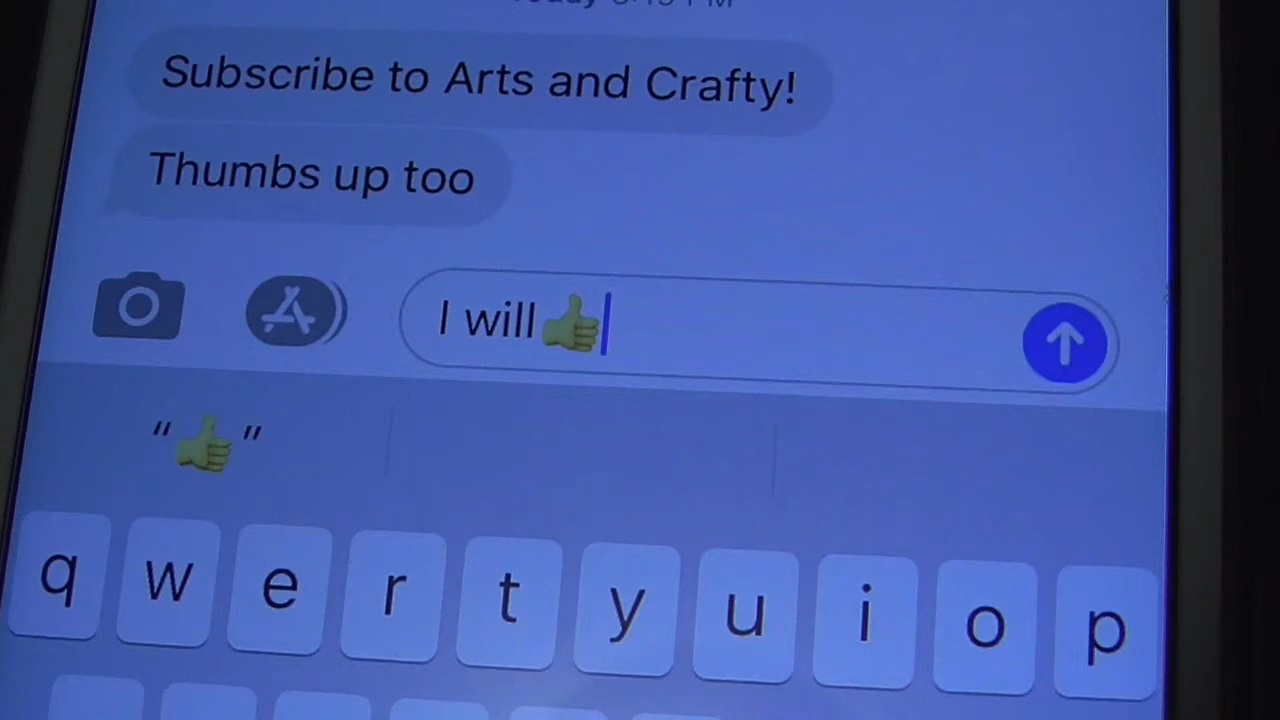 Subscribe to Arts and Crafty!
Thumbs up too
I will👍
“👍”
q w e r t y u i o p